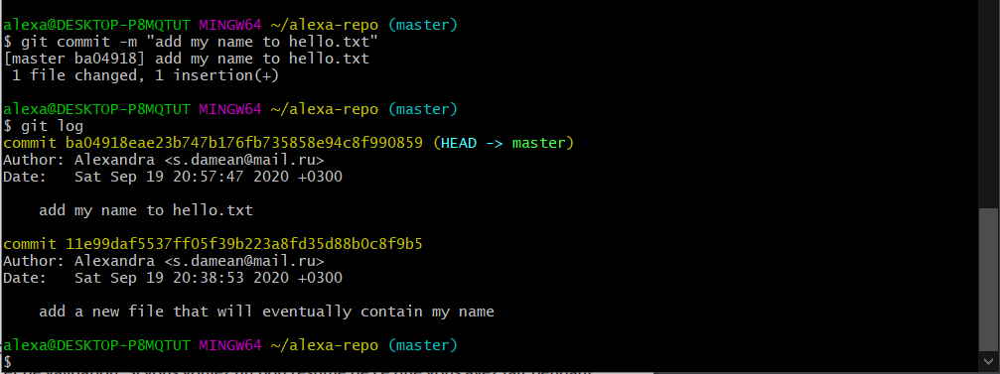 alexa@DESKTOP-P8MQTUT MINGW64 ~/alexa-repo (master)
$ git commit -m "add my name to hello.txt"
[master ba04918] add my name to hello.txt
 1 file changed, 1 insertion(+)
alexa@DESKTOP-P8MQTUT MINGW64 ~/alexa-repo (master)
$ git log
commit ba04918eae23b747b176fb735858e94c8f990859 (HEAD -> master)
Author: Alexandra <s.damean@mail.ru>
Date:   Sat Sep 19 20:57:47 2020 +0300
    add my name to hello.txt
commit 11e99daf5537ff05f39b223a8fd35d88b0c8f9b5
Author: Alexandra <s.damean@mail.ru>
Date:   Sat Sep 19 20:38:53 2020 +0300
    add a new file that will eventually contain my name
alexa@DESKTOP-P8MQTUT MINGW64 ~/alexa-repo (master)
$